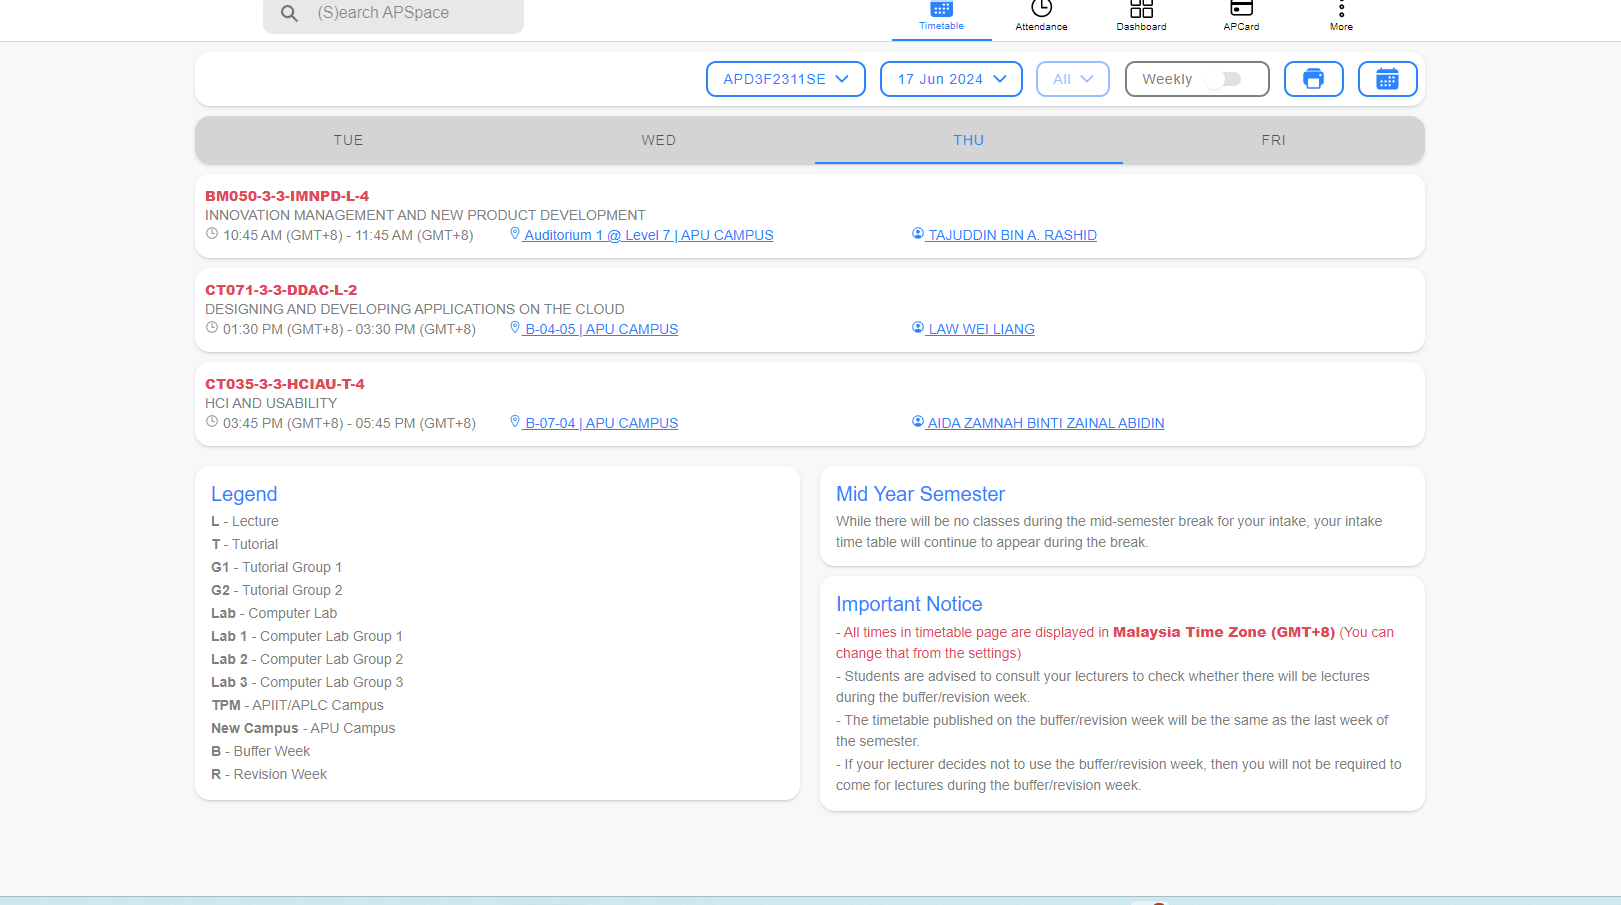 (S)earch APSpace
Timetable
Attendance
Dashboard
APCard
More
APD3F2311SE
17 Jun 2024
All
Weekly
TUE
WED
THU
FRI
BM050-3-3-IMNPD-L-4
INNOVATION MANAGEMENT AND NEW PRODUCT DEVELOPMENT
10:45 AM (GMT+8) - 11:45 AM (GMT+8)
Auditorium 1 @ Level 7 | APU CAMPUS
TAJUDDIN BIN A. RASHID
CT071-3-3-DDAC-L-2
DESIGNING AND DEVELOPING APPLICATIONS ON THE CLOUD
01:30 PM (GMT+8) - 03:30 PM (GMT+8)
B-04-05 | APU CAMPUS
LAW WEI LIANG
CT035-3-3-HCIAU-T-4
HCI AND USABILITY
03:45 PM (GMT+8) - 05:45 PM (GMT+8)
B-07-04 | APU CAMPUS
AIDA ZAMNAH BINTI ZAINAL ABIDIN
Legend
L - Lecture
T - Tutorial
G1 - Tutorial Group 1
G2 - Tutorial Group 2
Lab - Computer Lab
Lab 1 - Computer Lab Group 1
Lab 2 - Computer Lab Group 2
Lab 3 - Computer Lab Group 3
TPM - APIIT/APLC Campus
New Campus - APU Campus
B - Buffer Week
R - Revision Week
Mid Year Semester
While there will be no classes during the mid-semester break for your intake, your intake
time table will continue to appear during the break.
Important Notice
- All times in timetable page are displayed in Malaysia Time Zone (GMT+8) (You can
change that from the settings)
- Students are advised to consult your lecturers to check whether there will be lectures
during the buffer/revision week.
- The timetable published on the buffer/revision week will be the same as the last week of
the semester.
- If your lecturer decides not to use the buffer/revision week, then you will not be required to
come for lectures during the buffer/revision week.